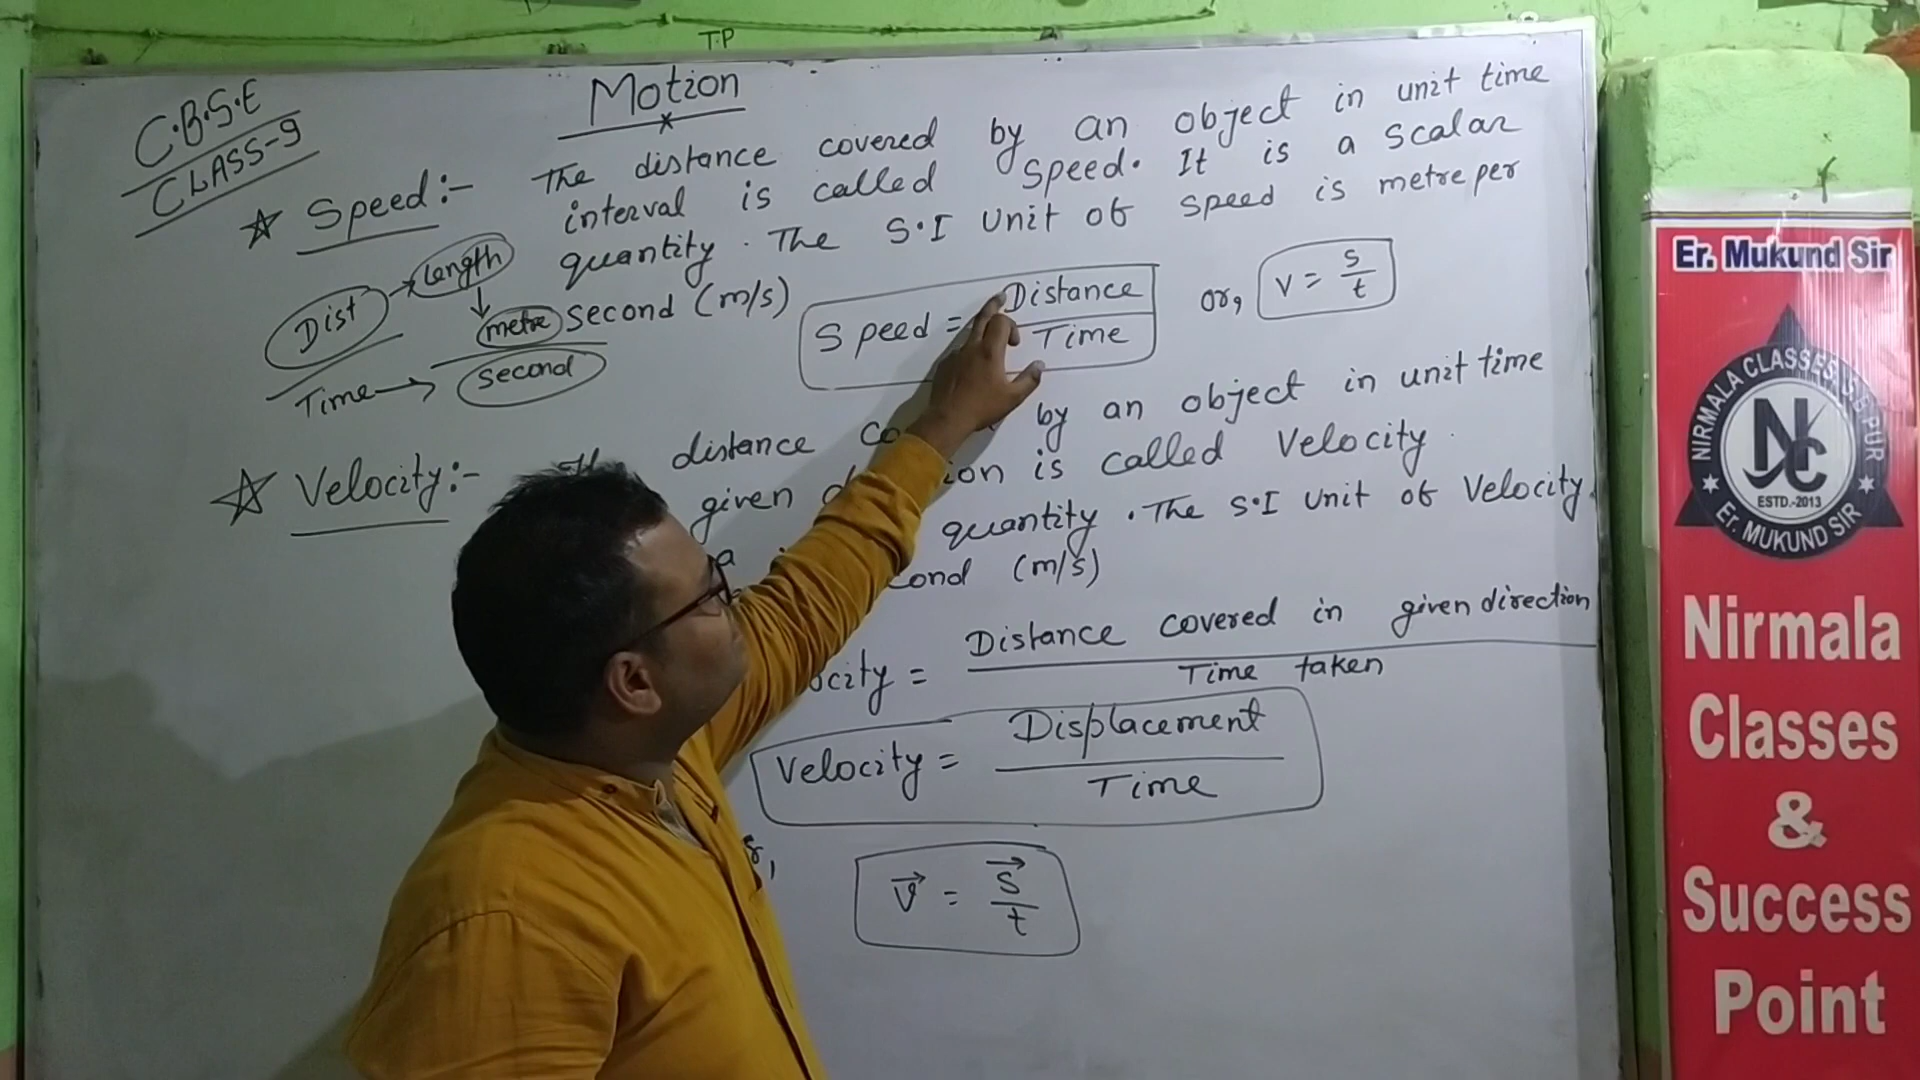 T.P
C.B.S.E
CLASS-9
Motion
☆ Speed:- The distance covered by an object in unit time
interval is called speed. It is a scalar
quantity. The S.I unit of speed is metre per
second (m/s)
Dist → Length
metre
Time → second
Speed = Distance
Time
or, v = s
t
☆ Velocity:- distance by an object in unit time
given is called Velocity.
a quantity. The S.I unit of Velocity
(m/s)
= Distance covered in given direction
Time taken
Velocity = Displacement
Time
v⃗ = s⃗
t
Er. Mukund Sir
NIRMALA CLASSES, S.B.PUR
NC
ESTD.-2013
Er. MUKUND SIR
Nirmala
Classes
&
Success
Point